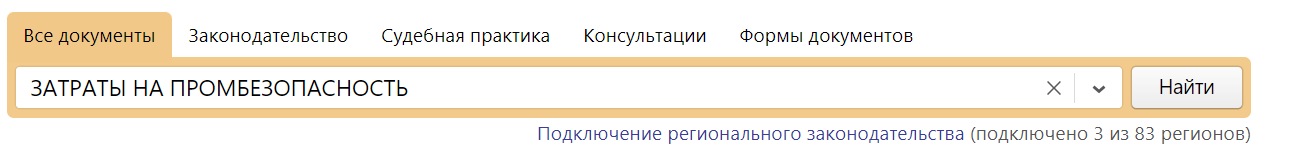 Все документы Законодательство Судебная практика Консультации Формы документов
ЗАТРАТЫ НА ПРОМБЕЗОПАСНОСТЬ Найти
Подключение регионального законодательства (подключено 3 из 83 регионов)